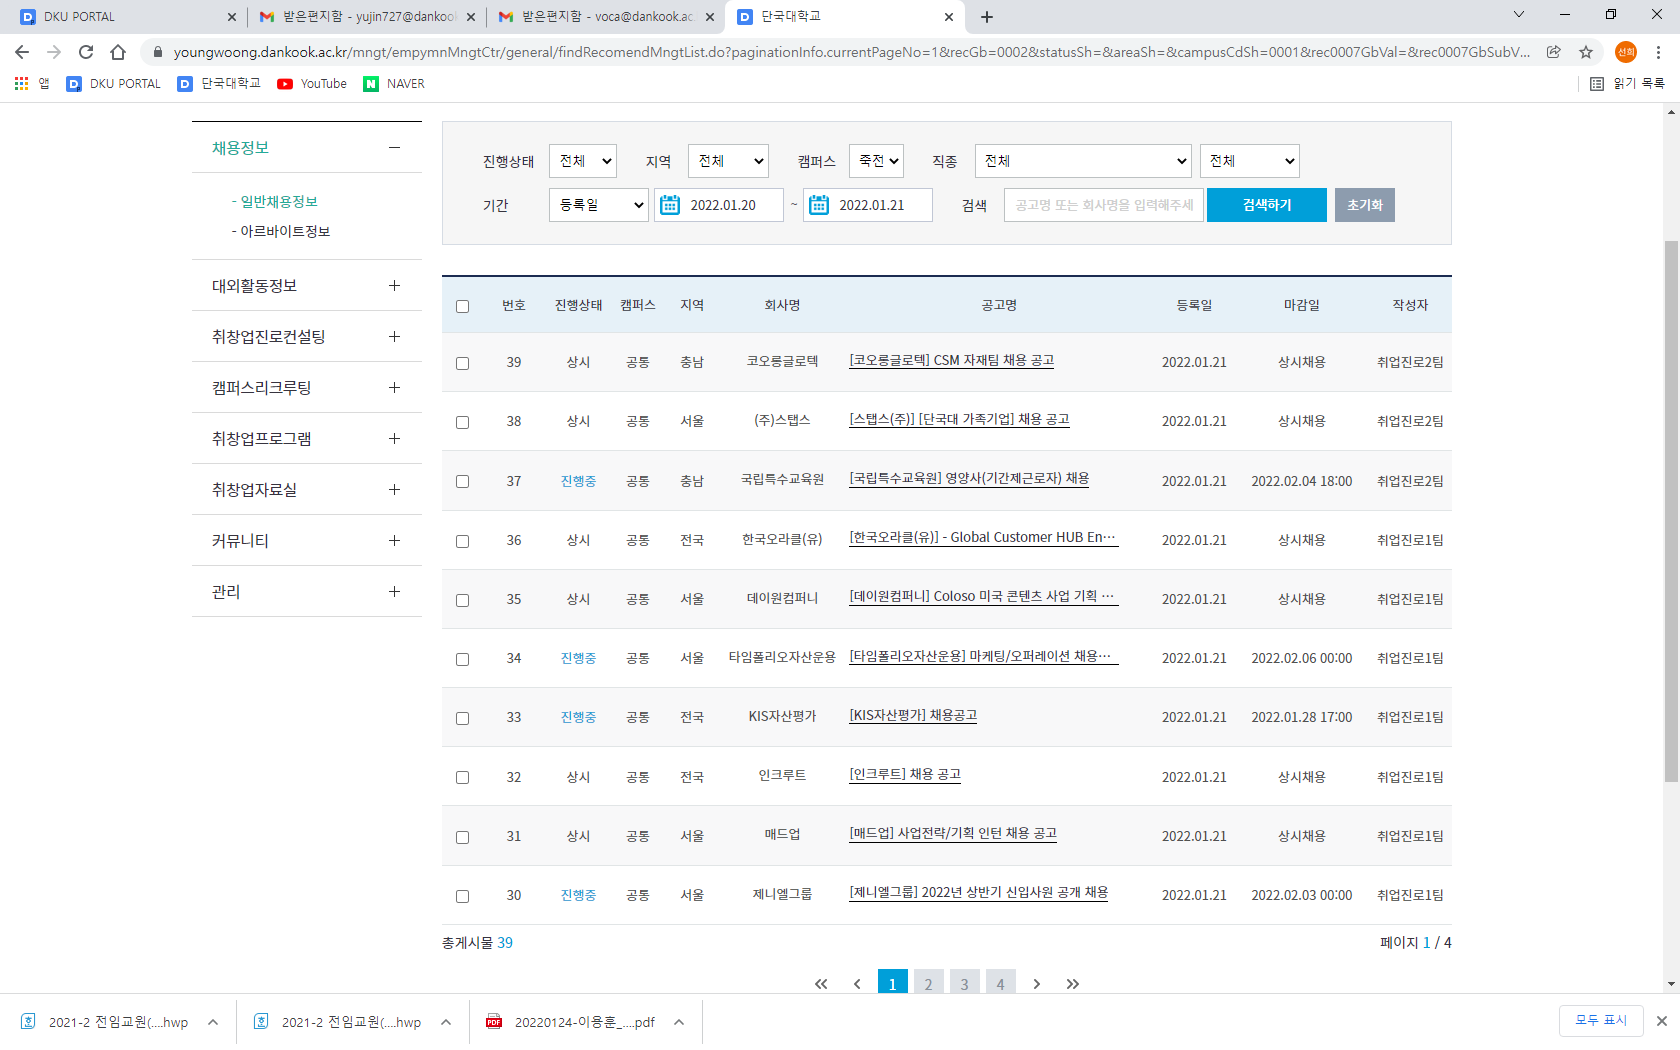 DKU PORTAL
받은편지함 - yujin727@dankook
받은편지함 - voca@dankook.ac.
단국대학교
youngwoong.dankook.ac.kr/mngt/empymnMngtCtr/general/findRecomendMngtList.do?paginationInfo.currentPageNo=1&recGb=0002&statusSh=&areaSh=&campusCdSh=0001&rec0007GbVal=&rec0007GbSubV...
선희
앱
DKU PORTAL
단국대학교
YouTube
NAVER
읽기 목록
채용정보
- 일반채용정보
- 아르바이트정보
대외활동정보
취창업진로컨설팅
캠퍼스리크루팅
취창업프로그램
취창업자료실
커뮤니티
관리
진행상태 전체 지역 전체 캠퍼스 죽전 직종 전체 전체
기간 등록일 2022.01.20 ~ 2022.01.21 검색 공고명 또는 회사명을 입력해주세 검색하기 초기화
번호 진행상태 캠퍼스 지역 회사명 공고명 등록일 마감일 작성자
39 상시 공통 충남 코오롱글로텍 [코오롱글로텍] CSM 자재팀 채용 공고 2022.01.21 상시채용 취업진로2팀
38 상시 공통 서울 (주)스탭스 [스탭스(주)] [단국대 가족기업] 채용 공고 2022.01.21 상시채용 취업진로2팀
37 진행중 공통 충남 국립특수교육원 [국립특수교육원] 영양사(기간제근로자) 채용 2022.01.21 2022.02.04 18:00 취업진로2팀
36 상시 공통 전국 한국오라클(유) [한국오라클(유)] - Global Customer HUB En… 2022.01.21 상시채용 취업진로1팀
35 상시 공통 서울 데이원컴퍼니 [데이원컴퍼니] Coloso 미국 콘텐츠 사업 기획 … 2022.01.21 상시채용 취업진로1팀
34 진행중 공통 서울 타임폴리오자산운용 [타임폴리오자산운용] 마케팅/오퍼레이션 채용… 2022.01.21 2022.02.06 00:00 취업진로1팀
33 진행중 공통 전국 KIS자산평가 [KIS자산평가] 채용공고 2022.01.21 2022.01.28 17:00 취업진로1팀
32 상시 공통 전국 인크루트 [인크루트] 채용 공고 2022.01.21 상시채용 취업진로1팀
31 상시 공통 서울 매드업 [매드업] 사업전략/기획 인턴 채용 공고 2022.01.21 상시채용 취업진로1팀
30 진행중 공통 서울 제니엘그룹 [제니엘그룹] 2022년 상반기 신입사원 공개 채용 2022.01.21 2022.02.03 00:00 취업진로1팀
총게시물 39
페이지 1 / 4
« ‹ 1 2 3 4 › »
2021-2 전임교원(....hwp
2021-2 전임교원(....hwp
PDF
20220124-이용훈_....pdf
모두 표시